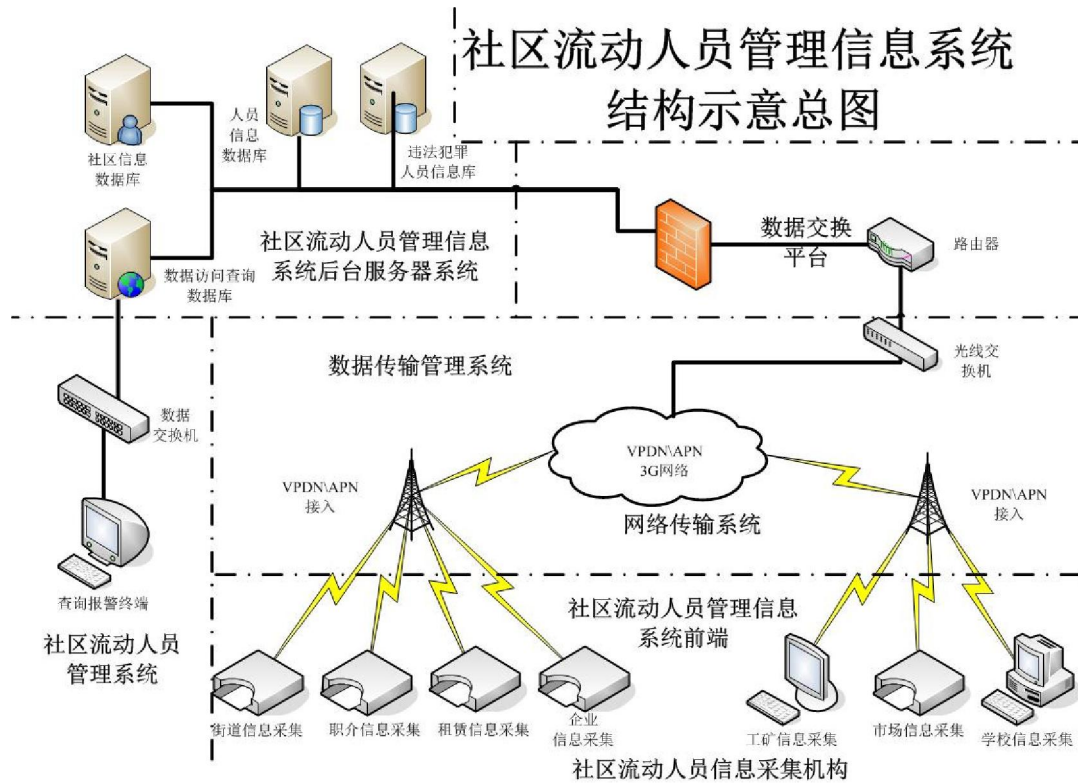 社区流动人员管理信息系统
结构示意总图
社区信息
数据库
人员
信息
数据库
违法犯罪
人员信息库
数据访问查询
数据库
社区流动人员管理信息
系统后台服务器系统
数据交换
平台
路由器
光线交
换机
数据传输管理系统
数据
交换机
VPDN\APN
接入
VPDN\APN
3G网络
VPDN\APN
接入
网络传输系统
查询报警终端
社区流动人员
管理系统
社区流动人员管理信息
系统前端
街道信息采集
职介信息采集
租赁信息采集
企业
信息采集
工矿信息采集
市场信息采集
学校信息采集
社区流动人员信息采集机构